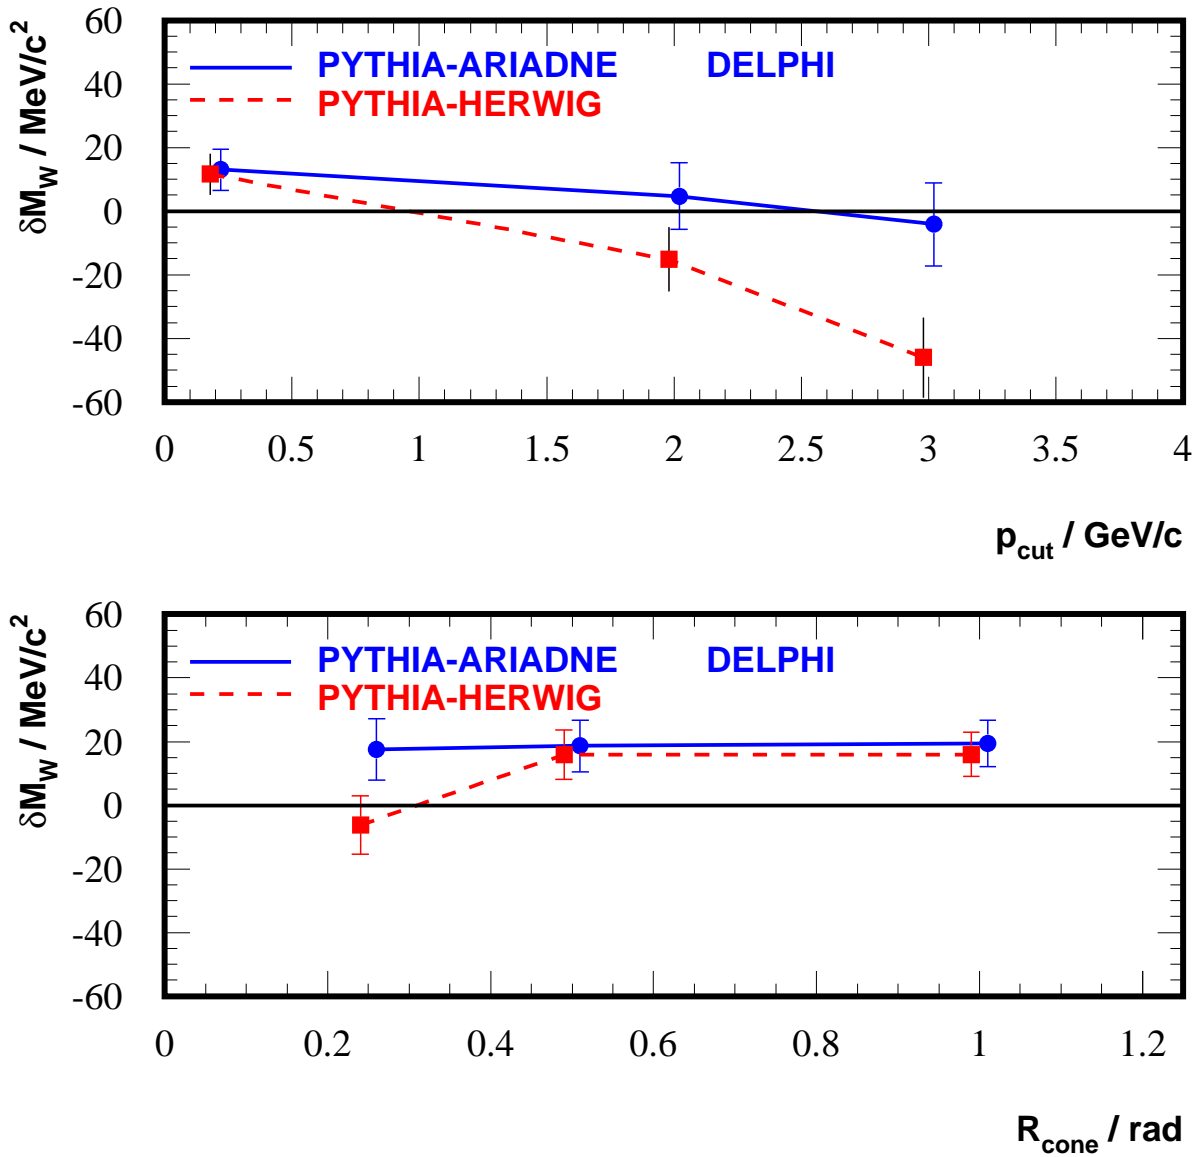 60
40
20
0
-20
-40
-60
δM_W / MeV/c²
PYTHIA-ARIADNE DELPHI
PYTHIA-HERWIG
0 0.5 1 1.5 2 2.5 3 3.5 4
p_cut / GeV/c
60
40
20
0
-20
-40
-60
δM_W / MeV/c²
PYTHIA-ARIADNE DELPHI
PYTHIA-HERWIG
0 0.2 0.4 0.6 0.8 1 1.2
R_cone / rad